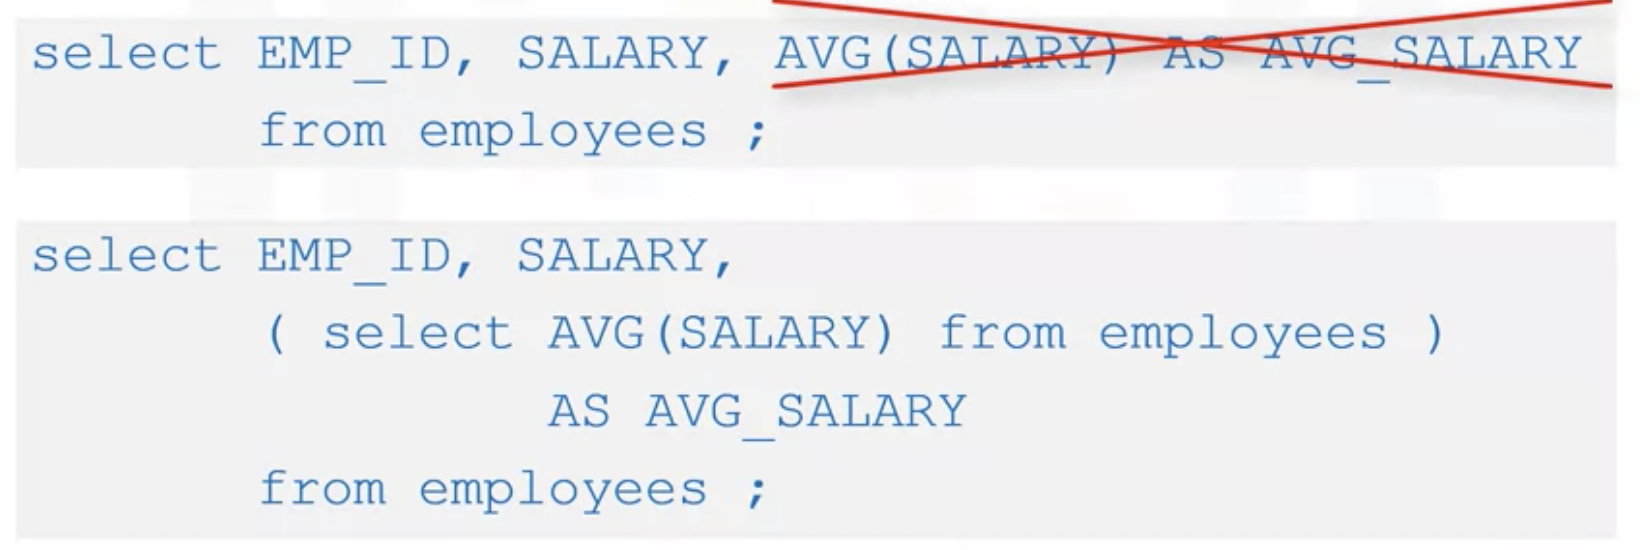 select EMP_ID, SALARY, AVG(SALARY) AS AVG_SALARY
from employees ;
select EMP_ID, SALARY,
( select AVG(SALARY) from employees )
AS AVG_SALARY
from employees ;